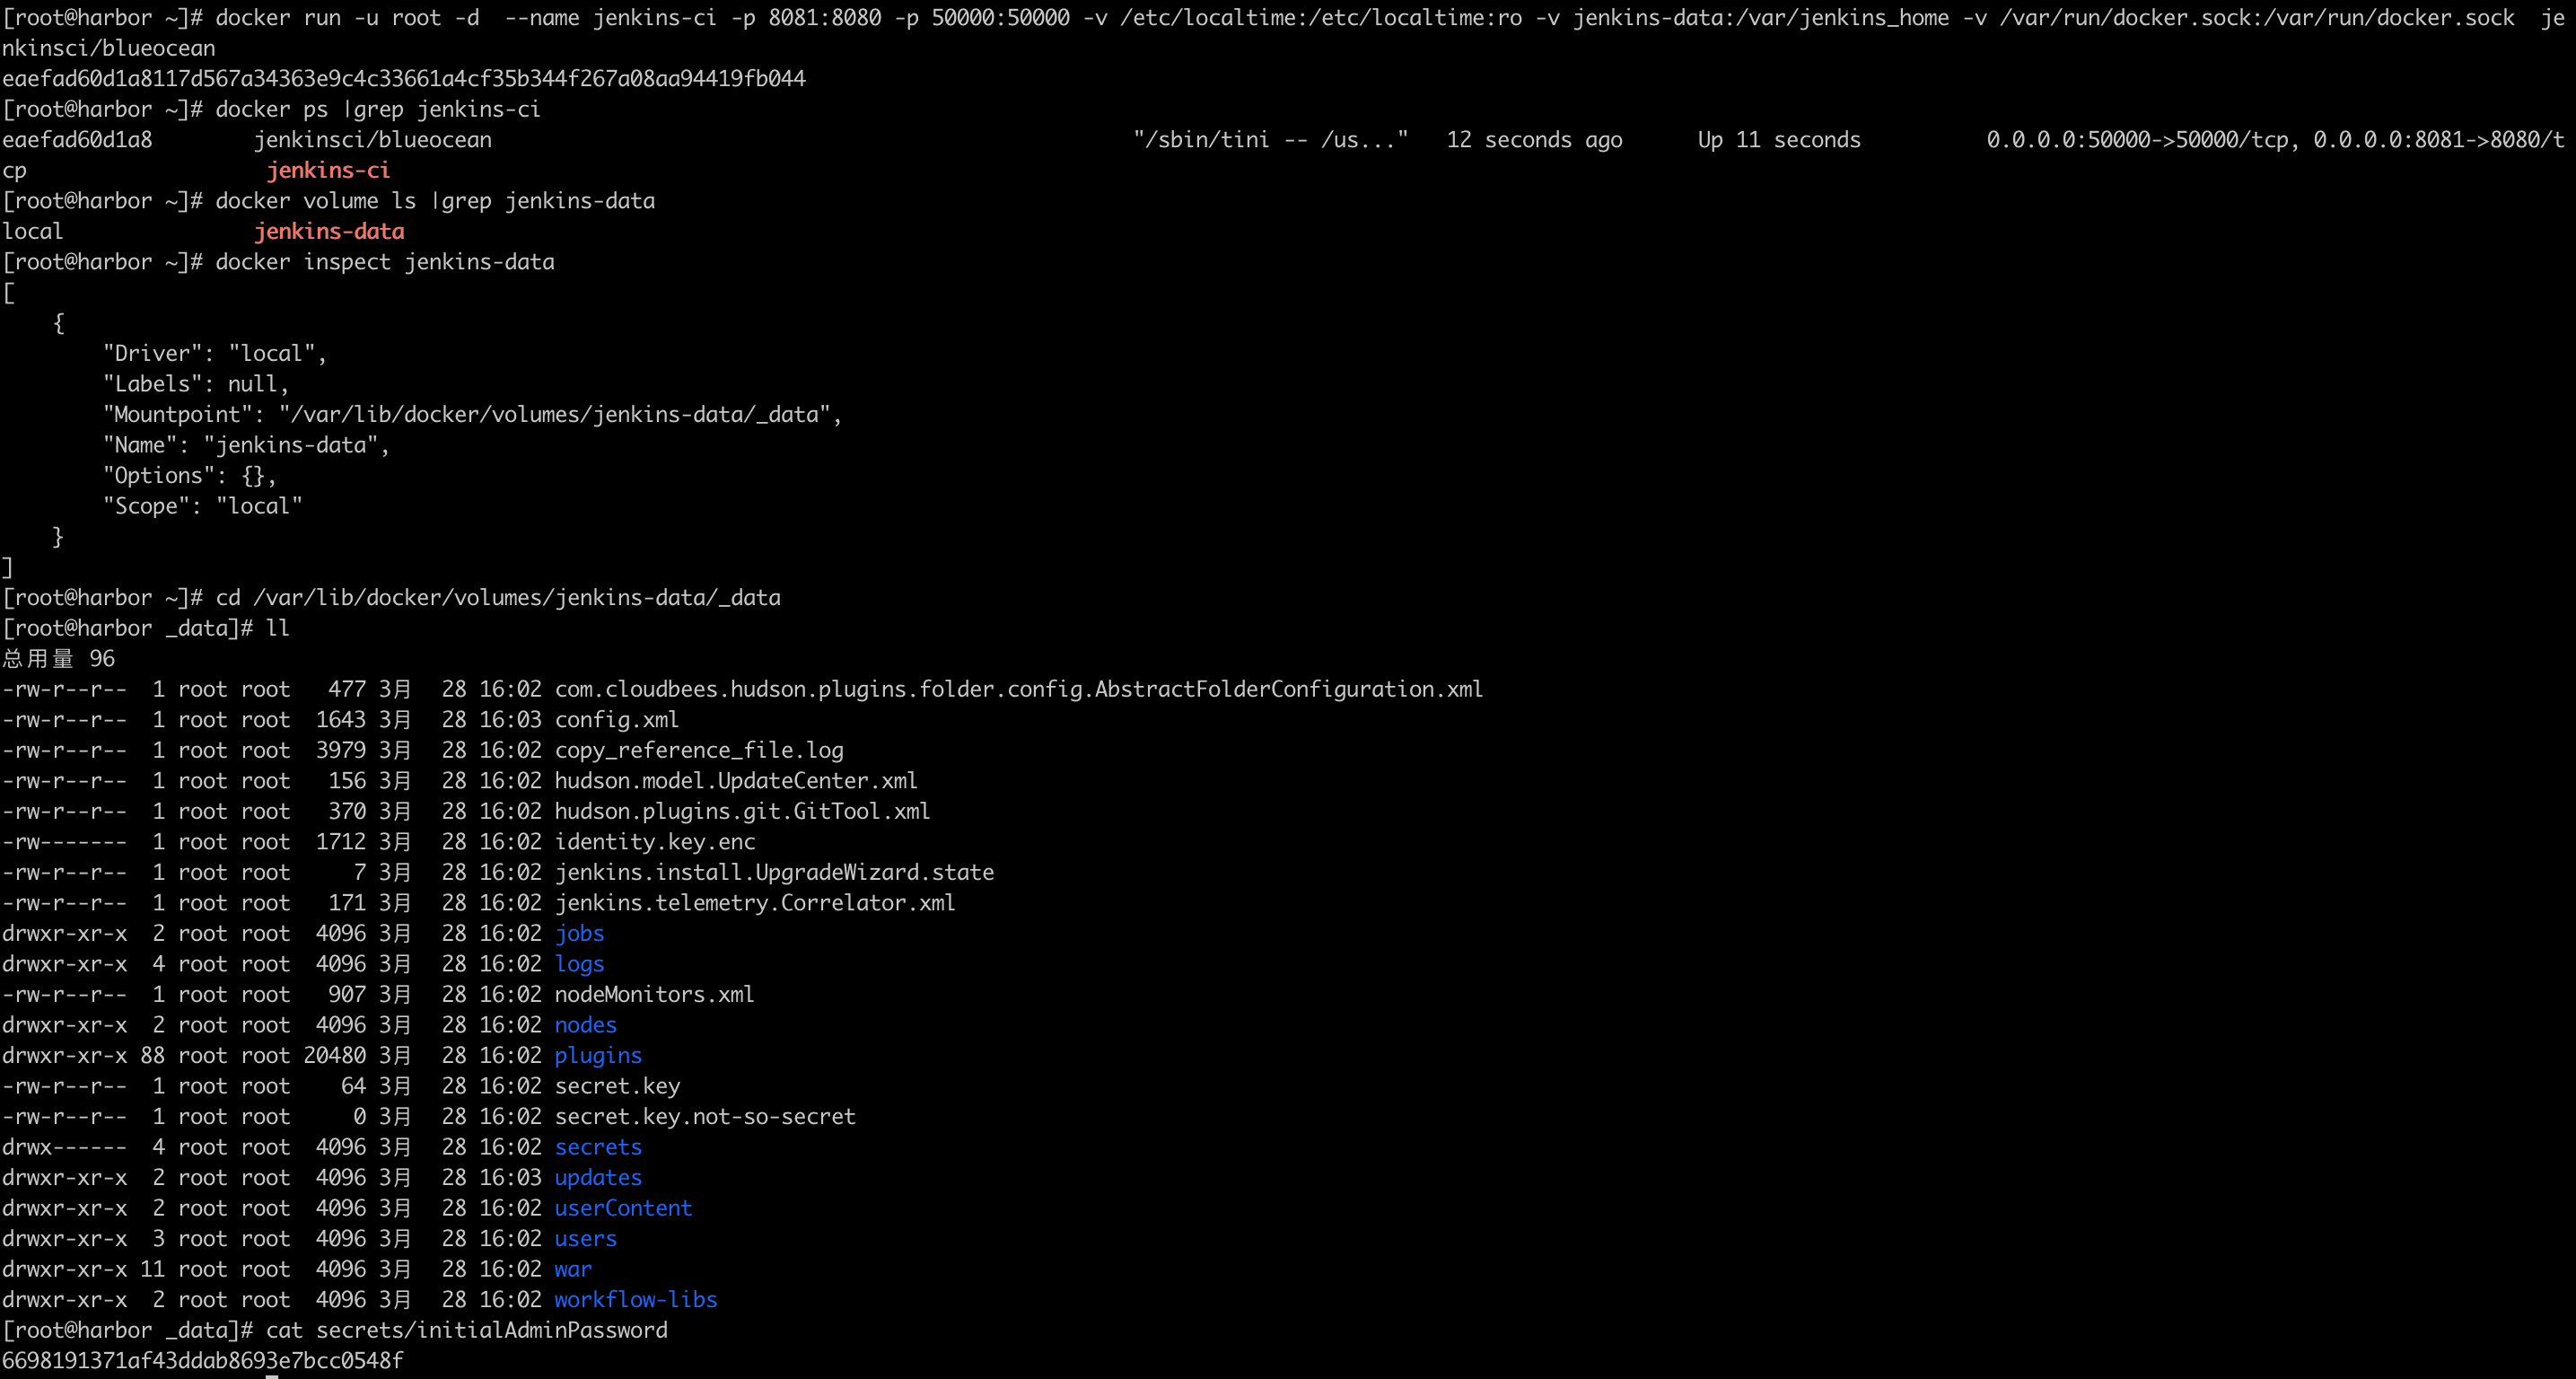 [root@harbor ~]# docker run -u root -d  --name jenkins-ci -p 8081:8080 -p 50000:50000 -v /etc/localtime:/etc/localtime:ro -v jenkins-data:/var/jenkins_home -v /var/run/docker.sock:/var/run/docker.sock  je
nkinsci/blueocean
eaefad60d1a8117d567a34363e9c4c33661a4cf35b344f267a08aa94419fb044
[root@harbor ~]# docker ps |grep jenkins-ci
eaefad60d1a8        jenkinsci/blueocean                                                   "/sbin/tini -- /us..."   12 seconds ago      Up 11 seconds          0.0.0.0:50000->50000/tcp, 0.0.0.0:8081->8080/t
cp                   jenkins-ci
[root@harbor ~]# docker volume ls |grep jenkins-data
local               jenkins-data
[root@harbor ~]# docker inspect jenkins-data
[
    {
        "Driver": "local",
        "Labels": null,
        "Mountpoint": "/var/lib/docker/volumes/jenkins-data/_data",
        "Name": "jenkins-data",
        "Options": {},
        "Scope": "local"
    }
]
[root@harbor ~]# cd /var/lib/docker/volumes/jenkins-data/_data
[root@harbor _data]# ll
总用量 96
-rw-r--r--  1 root root   477 3月  28 16:02 com.cloudbees.hudson.plugins.folder.config.AbstractFolderConfiguration.xml
-rw-r--r--  1 root root  1643 3月  28 16:03 config.xml
-rw-r--r--  1 root root  3979 3月  28 16:02 copy_reference_file.log
-rw-r--r--  1 root root   156 3月  28 16:02 hudson.model.UpdateCenter.xml
-rw-r--r--  1 root root   370 3月  28 16:02 hudson.plugins.git.GitTool.xml
-rw-------  1 root root  1712 3月  28 16:02 identity.key.enc
-rw-r--r--  1 root root     7 3月  28 16:02 jenkins.install.UpgradeWizard.state
-rw-r--r--  1 root root   171 3月  28 16:02 jenkins.telemetry.Correlator.xml
drwxr-xr-x  2 root root  4096 3月  28 16:02 jobs
drwxr-xr-x  4 root root  4096 3月  28 16:02 logs
-rw-r--r--  1 root root   907 3月  28 16:02 nodeMonitors.xml
drwxr-xr-x  2 root root  4096 3月  28 16:02 nodes
drwxr-xr-x 88 root root 20480 3月  28 16:02 plugins
-rw-r--r--  1 root root    64 3月  28 16:02 secret.key
-rw-r--r--  1 root root     0 3月  28 16:02 secret.key.not-so-secret
drwx------  4 root root  4096 3月  28 16:02 secrets
drwxr-xr-x  2 root root  4096 3月  28 16:03 updates
drwxr-xr-x  2 root root  4096 3月  28 16:02 userContent
drwxr-xr-x  3 root root  4096 3月  28 16:02 users
drwxr-xr-x 11 root root  4096 3月  28 16:02 war
drwxr-xr-x  2 root root  4096 3月  28 16:02 workflow-libs
[root@harbor _data]# cat secrets/initialAdminPassword
6698191371af43ddab8693e7bcc0548f